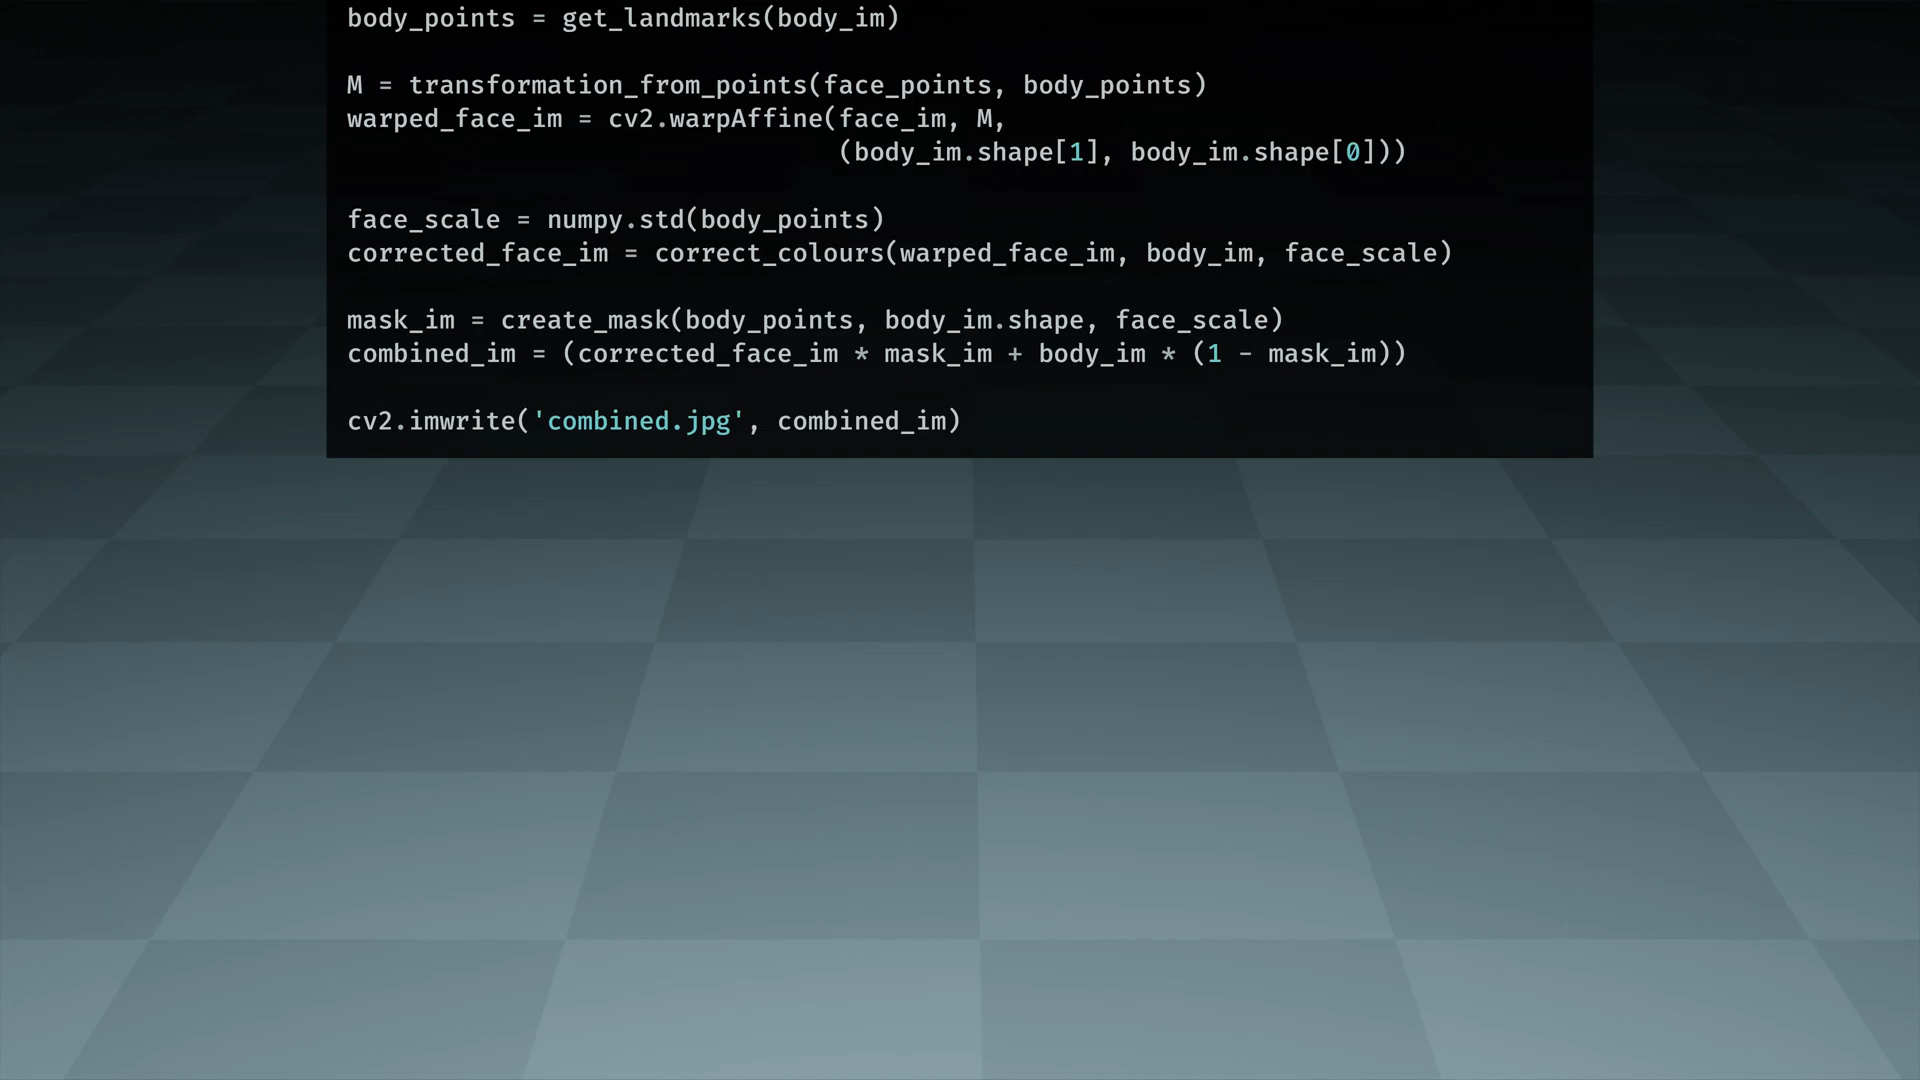 body_points = get_landmarks(body_im)
M = transformation_from_points(face_points, body_points)
warped_face_im = cv2.warpAffine(face_im, M,
(body_im.shape[1], body_im.shape[0]))
face_scale = numpy.std(body_points)
corrected_face_im = correct_colours(warped_face_im, body_im, face_scale)
mask_im = create_mask(body_points, body_im.shape, face_scale)
combined_im = (corrected_face_im * mask_im + body_im * (1 - mask_im))
cv2.imwrite('combined.jpg', combined_im)